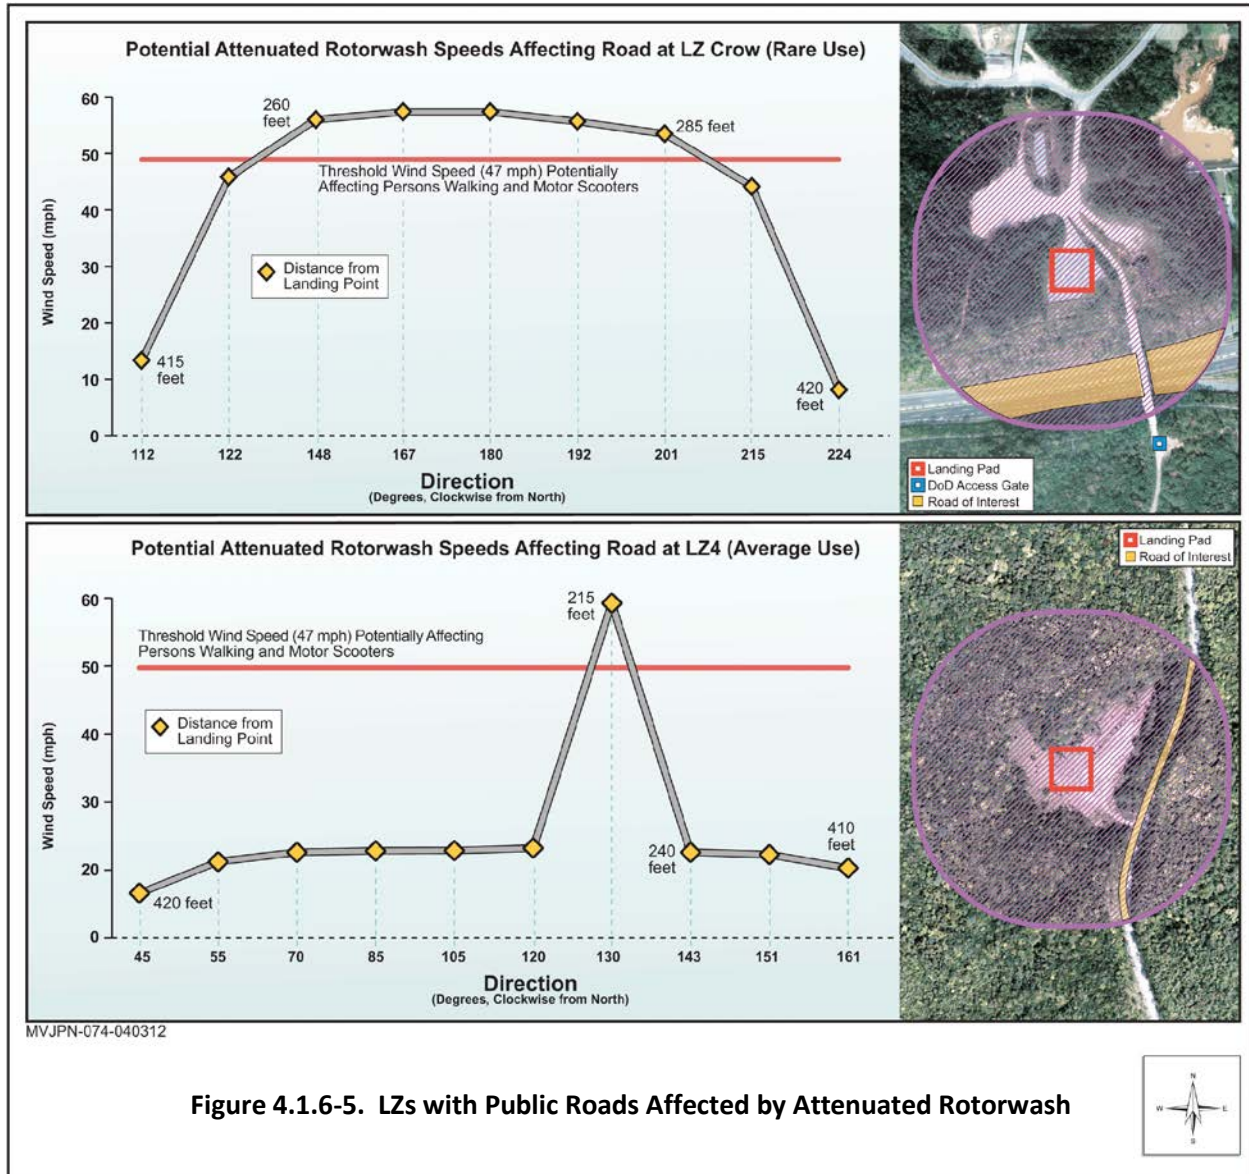 Potential Attenuated Rotorwash Speeds Affecting Road at LZ Crow (Rare Use)
Wind Speed (mph)
60
50
40
30
20
10
0
260
feet
285 feet
Threshold Wind Speed (47 mph) Potentially
Affecting Persons Walking and Motor Scooters
Distance from
Landing Point
415
feet
420
feet
112 122 148 167 180 192 201 215 224
Direction
(Degrees, Clockwise from North)
Landing Pad
DoD Access Gate
Road of Interest
Potential Attenuated Rotorwash Speeds Affecting Road at LZ4 (Average Use)
Wind Speed (mph)
60
50
40
30
20
10
0
215
feet
Threshold Wind Speed (47 mph) Potentially Affecting
Persons Walking and Motor Scooters
Distance from
Landing Point
420 feet
240
feet
410
feet
45 55 70 85 105 120 130 143 151 161
Direction
(Degrees, Clockwise from North)
Landing Pad
Road of Interest
MVJPN-074-040312
Figure 4.1.6-5. LZs with Public Roads Affected by Attenuated Rotorwash
N
W E
S